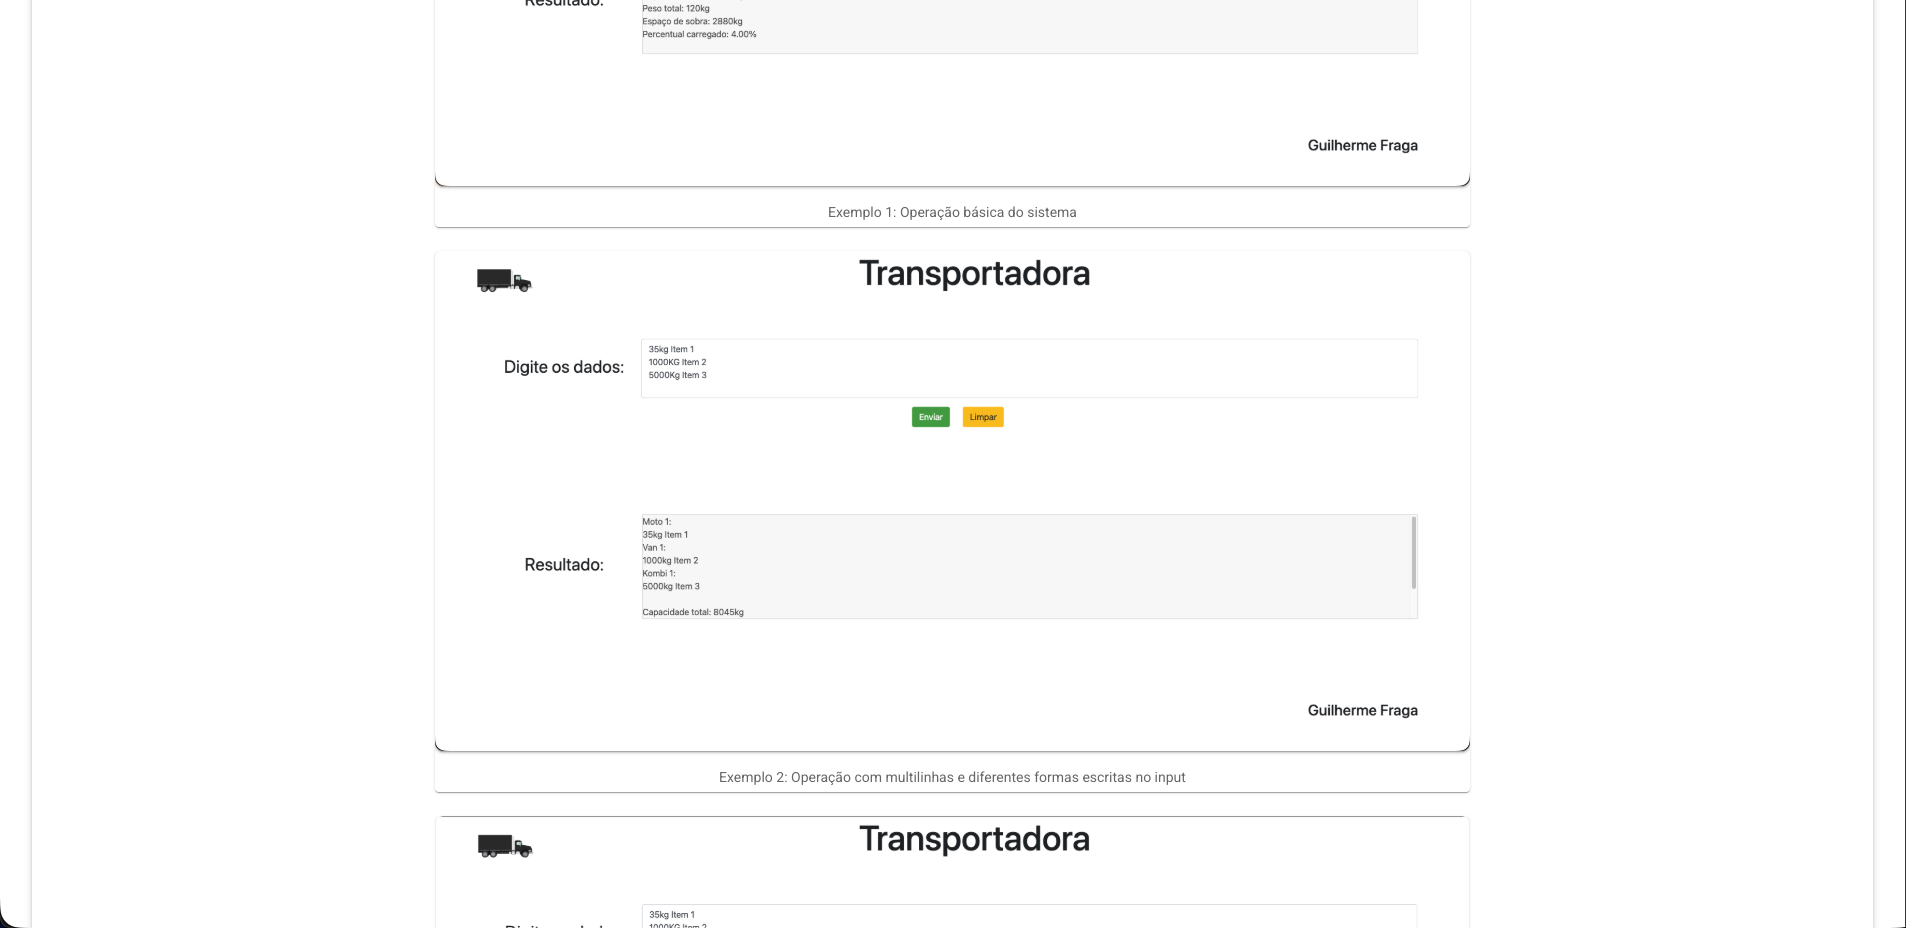 Resultado:
Peso total: 120kg
Espaço de sobra: 2880kg
Percentual carregado: 4.00%
Guilherme Fraga
Exemplo 1: Operação básica do sistema
Transportadora
Digite os dados:
35kg Item 1
1000KG Item 2
5000Kg Item 3
Enviar Limpar
Resultado:
Moto 1:
35kg Item 1
Van 1:
1000kg Item 2
Kombi 1:
5000kg Item 3
Capacidade total: 8045kg
Guilherme Fraga
Exemplo 2: Operação com multilinhas e diferentes formas escritas no input
Transportadora
35kg Item 1
1000KG Item 2